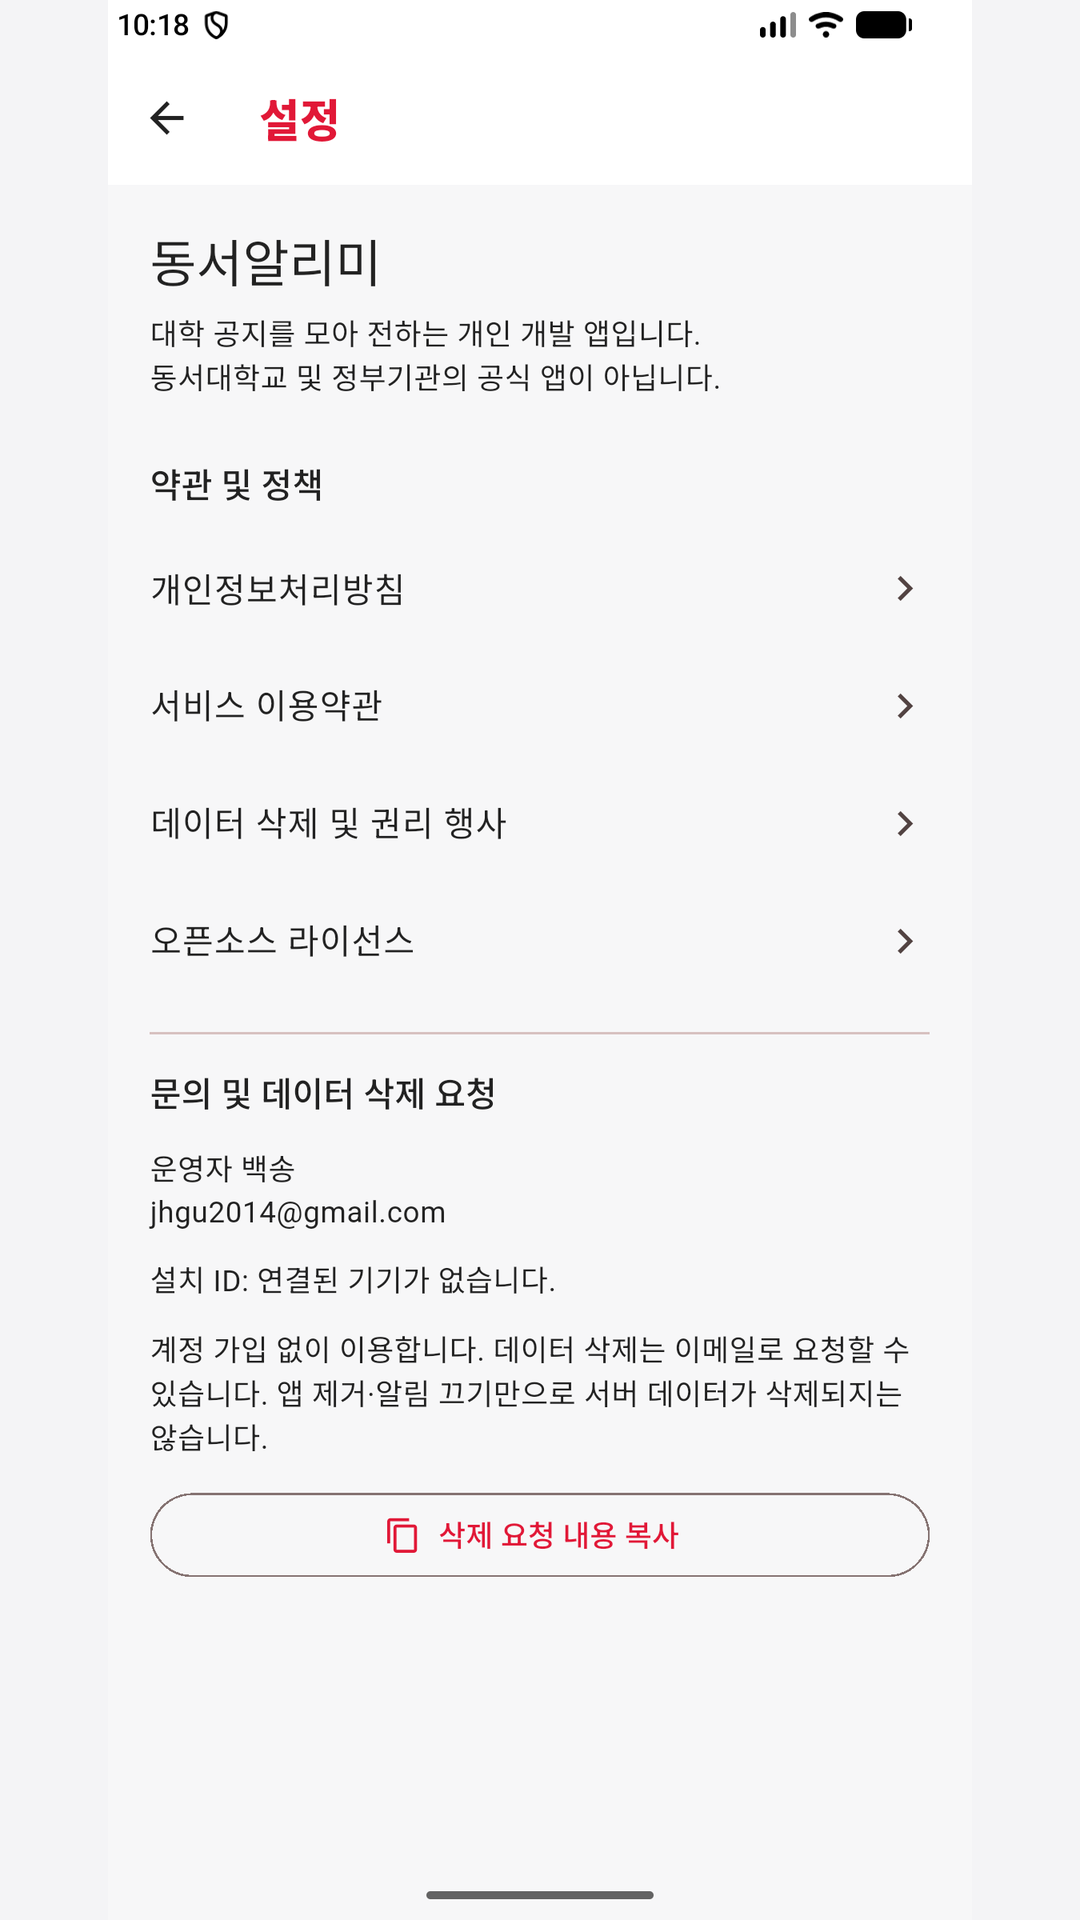 10:18
설정
동서알리미
대학 공지를 모아 전하는 개인 개발 앱입니다.
동서대학교 및 정부기관의 공식 앱이 아닙니다.
약관 및 정책
개인정보처리방침
서비스 이용약관
데이터 삭제 및 권리 행사
오픈소스 라이선스
문의 및 데이터 삭제 요청
운영자 백송
jhgu2014@gmail.com
설치 ID: 연결된 기기가 없습니다.
계정 가입 없이 이용합니다. 데이터 삭제는 이메일로 요청할 수
있습니다. 앱 제거·알림 끄기만으로 서버 데이터가 삭제되지는
않습니다.
삭제 요청 내용 복사